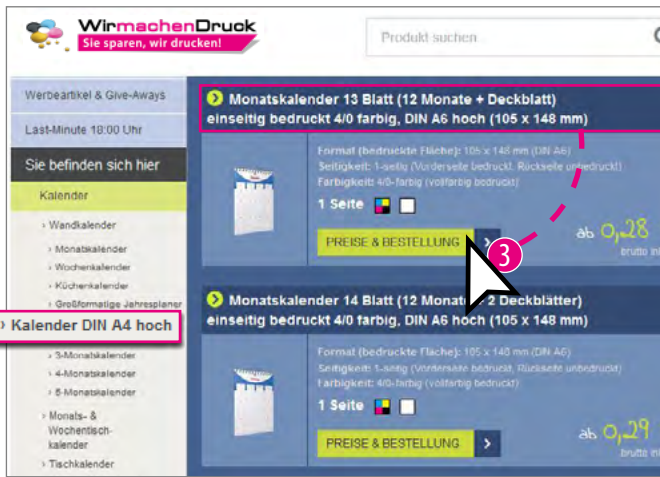 WirmachenDruck
Sie sparen, wir drucken!
Produkt suchen
Werbeartikel & Give-Aways
Last-Minute 18:00 Uhr
Sie befinden sich hier
Kalender
› Wandkalender
› Monatskalender
› Wochenkalender
› Küchenkalender
› Großformatige Jahresplaner
› Kalender DIN A4 hoch
› 3-Monatskalender
› 4-Monatskalender
› 6-Monatskalender
› Monats- &
Wochentisch-
kalender
› Tischkalender
Monatskalender 13 Blatt (12 Monate + Deckblatt)
einseitig bedruckt 4/0 farbig, DIN A6 hoch (105 x 148 mm)
Format (bedruckte Fläche): 105 x 148 mm (DIN A6)
Seitigkeit: 1-seitig (Vorderseite bedruckt, Rückseite unbedruckt)
Farbigkeit: 4/0-farbig (vollfarbig bedruckt)
1 Seite
PREISE & BESTELLUNG
3
ab 0,28
brutto
Monatskalender 14 Blatt (12 Monate 2 Deckblätter)
einseitig bedruckt 4/0 farbig, DIN A6 hoch (105 x 148 mm)
Format (bedruckte Fläche): 105 x 148 mm (DIN A6)
Seitigkeit: 1-seitig (Vorderseite bedruckt, Rückseite unbedruckt)
Farbigkeit: 4/0-farbig (vollfarbig bedruckt)
1 Seite
PREISE & BESTELLUNG
ab 0,29
brutto